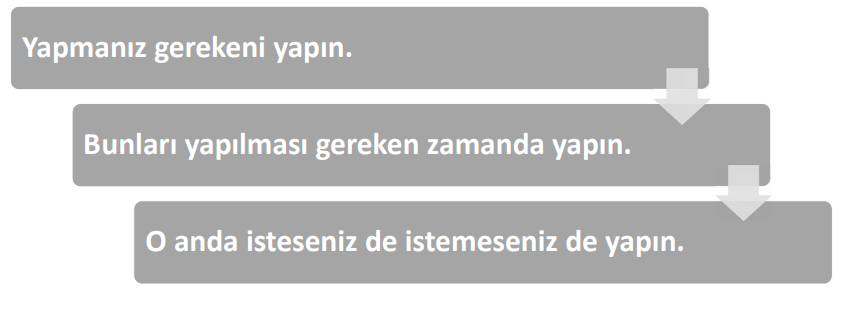 Yapmanız gerekeni yapın.
Bunları yapılması gereken zamanda yapın.
O anda isteseniz de istemeseniz de yapın.